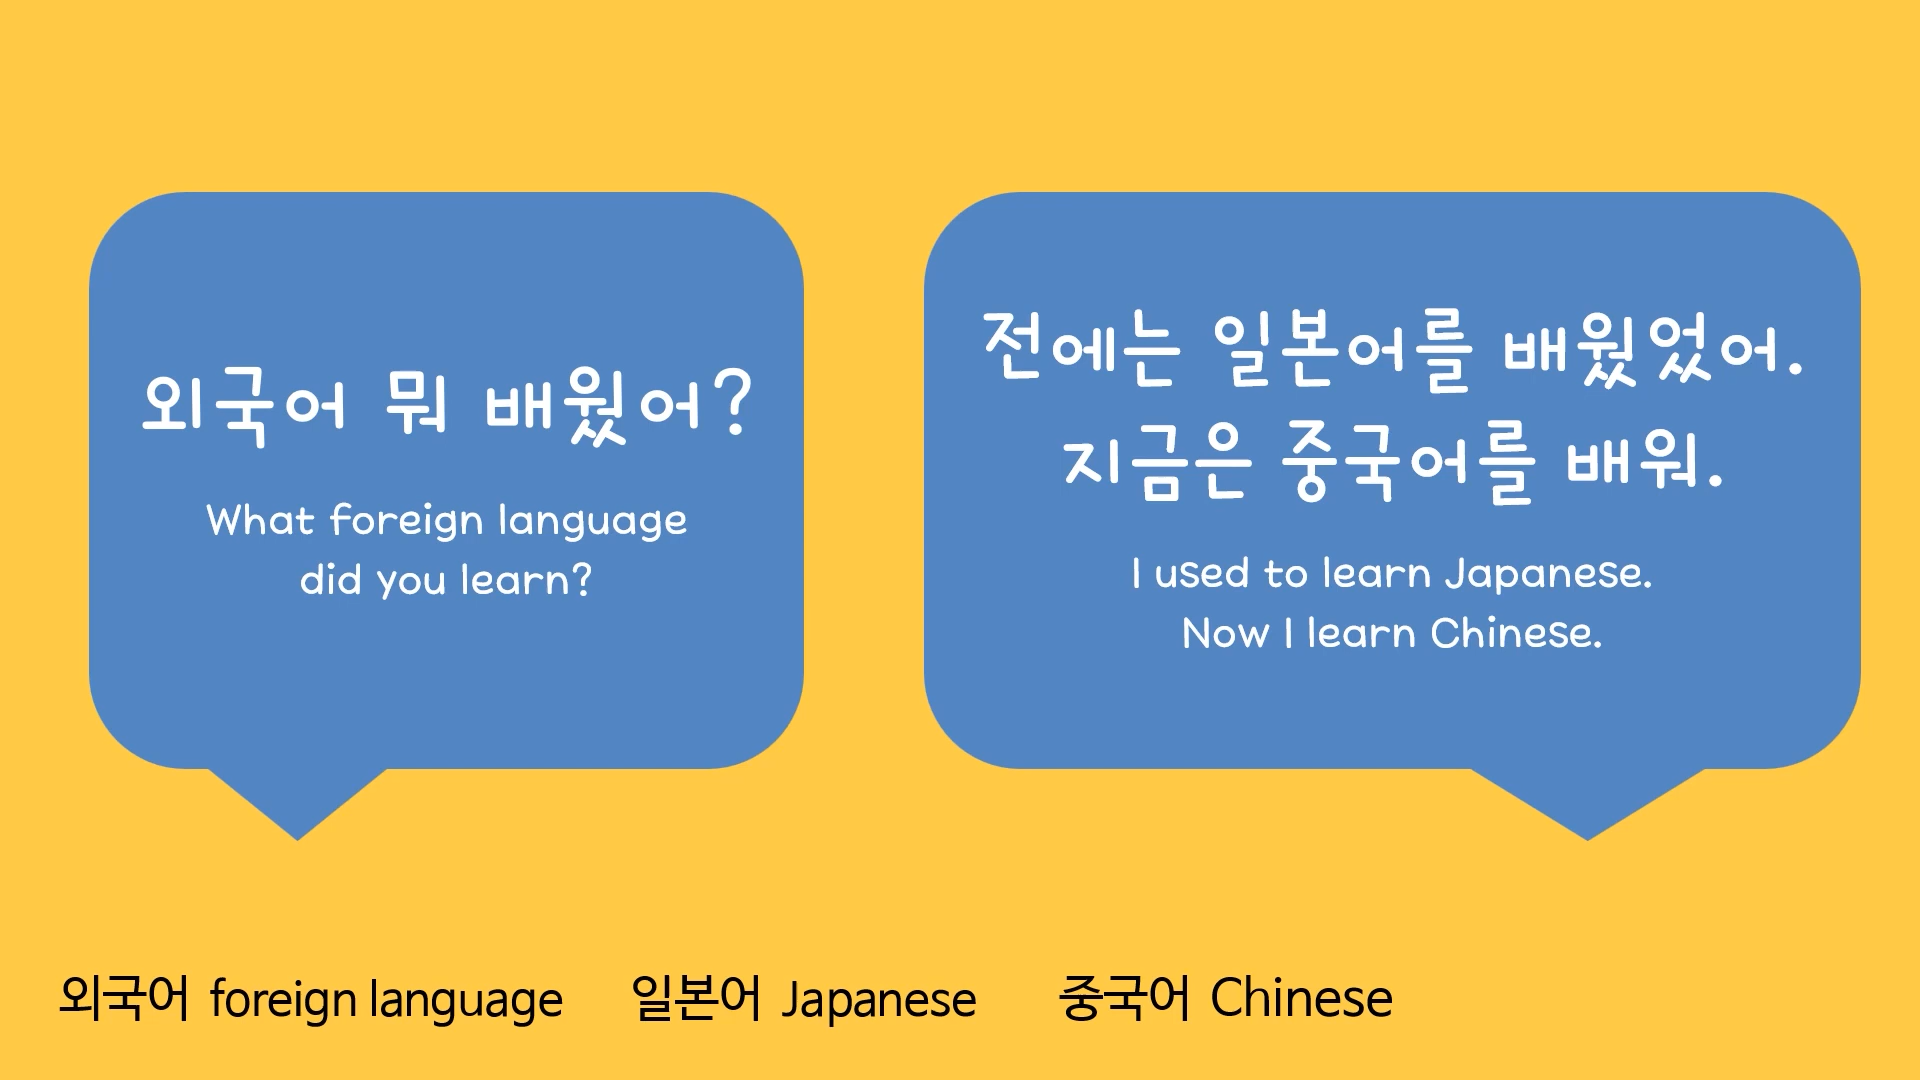 외국어 뭐 배웠어?
What foreign language
did you learn?
전에는 일본어를 배웠었어.
지금은 중국어를 배워.
I used to learn Japanese.
Now I learn Chinese.
외국어 foreign language 일본어 Japanese 중국어 Chinese